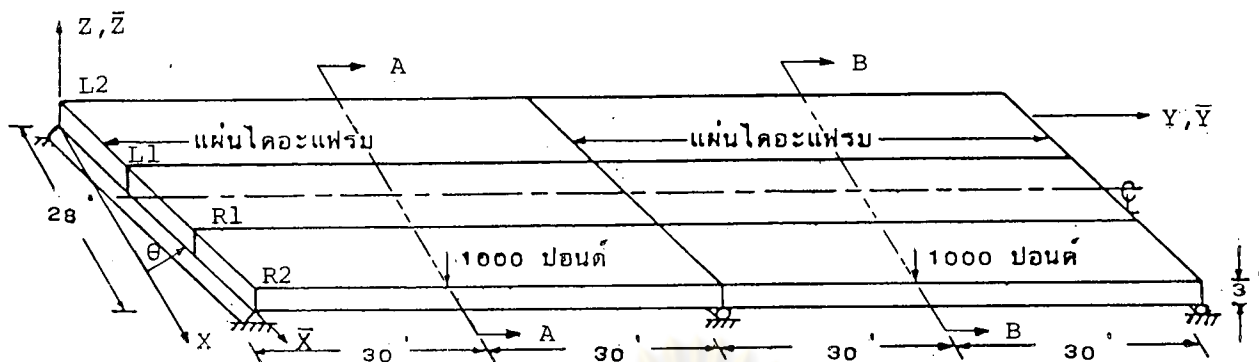 Z, Z̄
A
B
L2
Y, Ȳ
แผ่นไดอะแฟรม
แผ่นไดอะแฟรม
L1
28'
R1
℄
θ
1000 ปอนด์
1000 ปอนด์
R2
3'
X
X̄
A
B
30'
30'
30'
30'